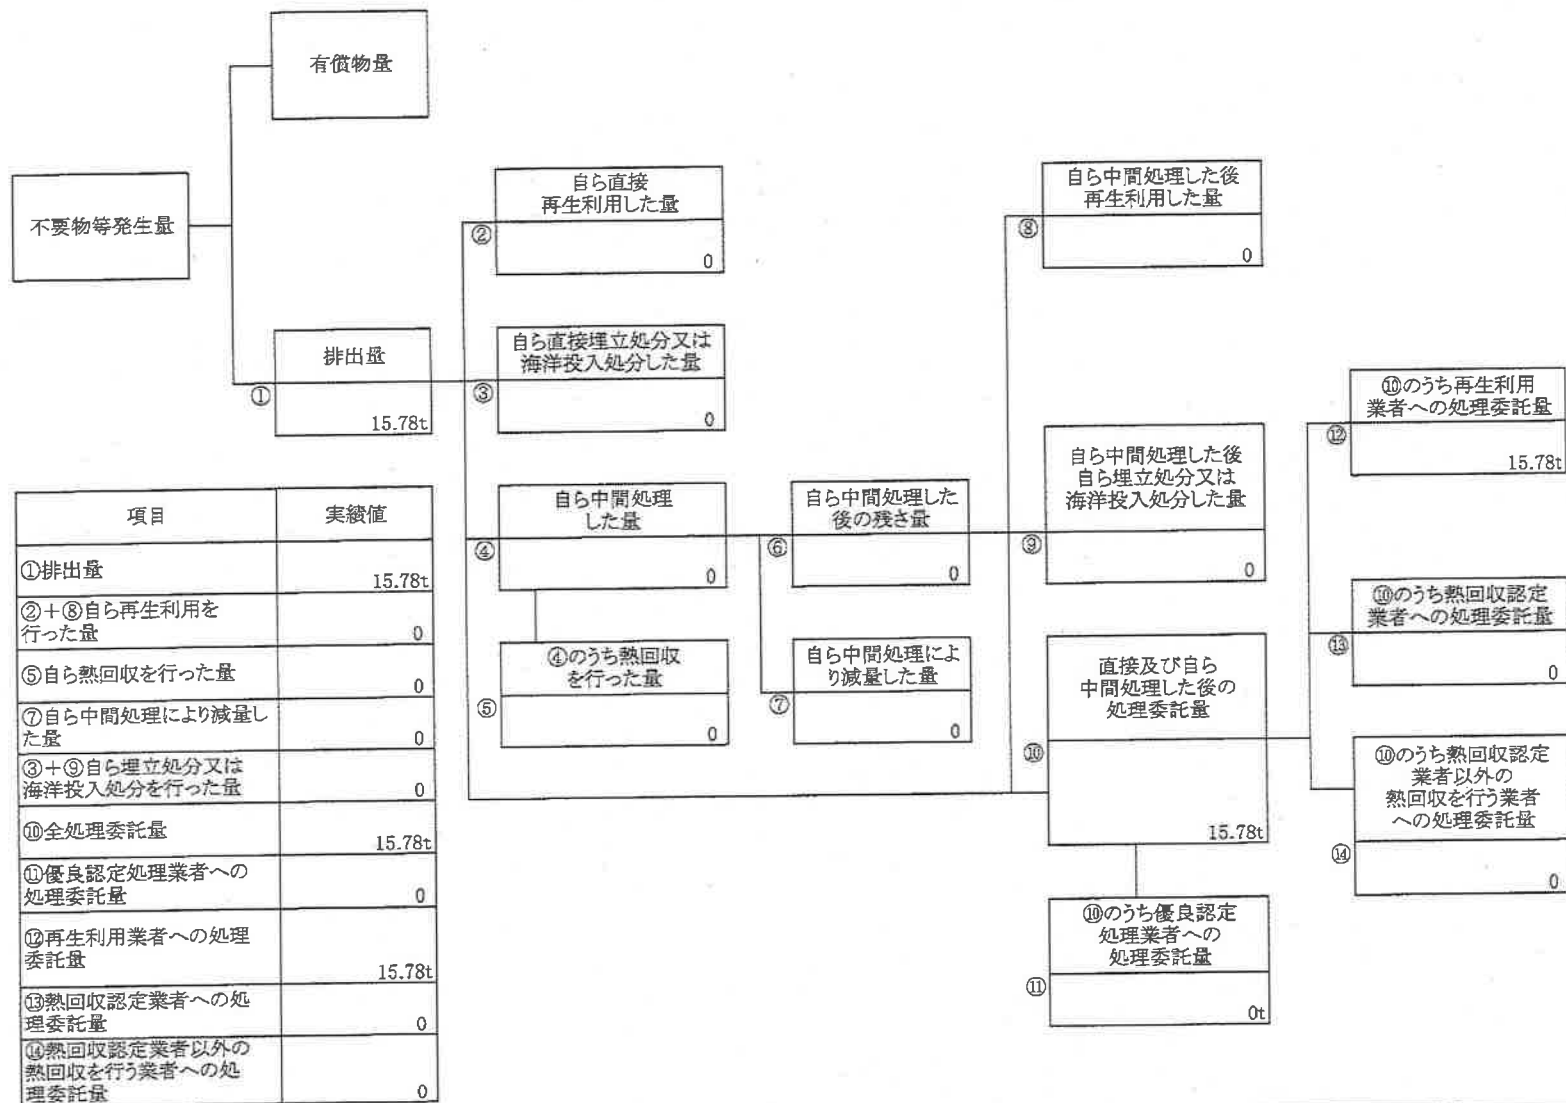 有償物量
不要物等発生量
排出量
①
15.78t
自ら直接
再生利用した量
②
0
自ら直接埋立処分又は
海洋投入処分した量
③
0
自ら中間処理
した量
④
0
④のうち熱回収
を行った量
⑤
0
自ら中間処理した
後の残さ量
⑥
0
自ら中間処理によ
り減量した量
⑦
0
自ら中間処理した後
再生利用した量
⑧
0
自ら中間処理した後
自ら埋立処分又は
海洋投入処分した量
⑨
0
直接及び自ら
中間処理した後の
処理委託量
⑩
15.78t
⑩のうち優良認定
処理業者への
処理委託量
⑪
0t
⑩のうち再生利用
業者への処理委託量
⑫
15.78t
⑩のうち熱回収認定
業者への処理委託量
⑬
0
⑩のうち熱回収認定
業者以外の
熱回収を行う業者
への処理委託量
⑭
0
項目 実績値
①排出量
15.78t
②+⑧自ら再生利用を
行った量 0
⑤自ら熱回収を行った量
0
⑦自ら中間処理により減量し
た量 0
③+⑨自ら埋立処分又は
海洋投入処分を行った量 0
⑩全処理委託量
15.78t
⑪優良認定処理業者への
処理委託量 0
⑫再生利用業者への処理
委託量
15.78t
⑬熱回収認定業者への処
理委託量 0
⑭熱回収認定業者以外の
熱回収を行う業者への処
理委託量 0